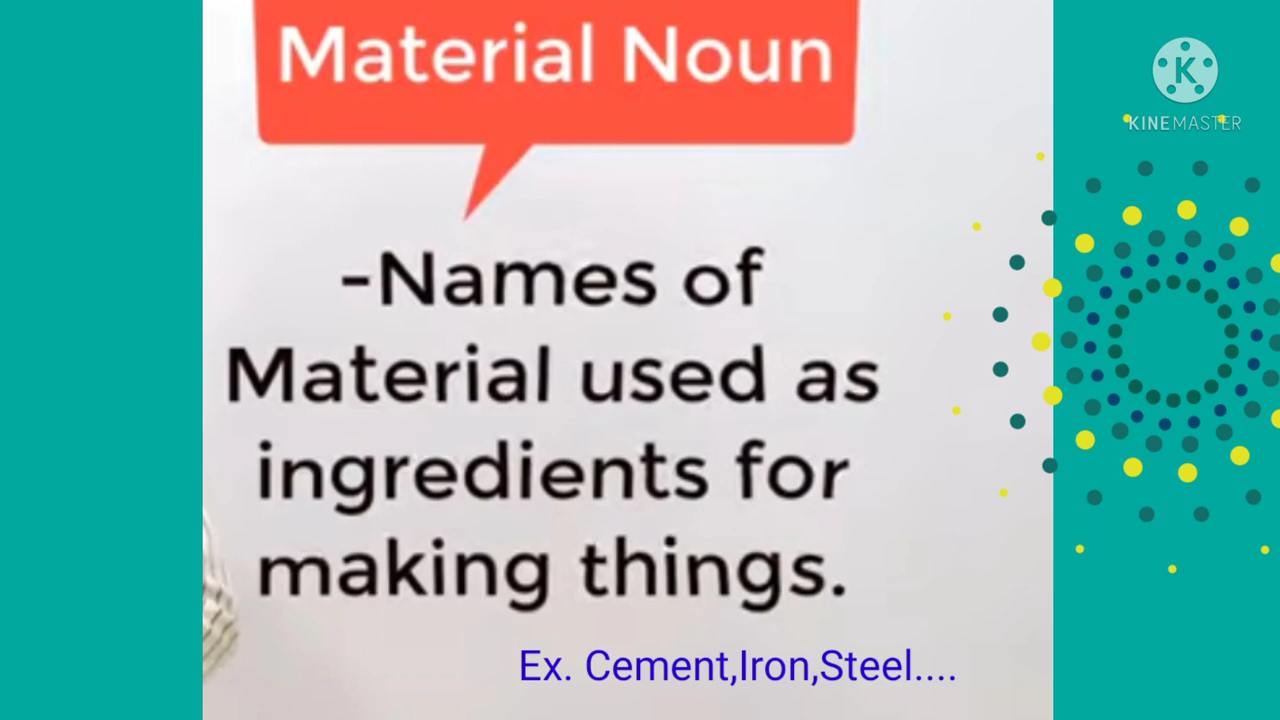 Material Noun
KINEMASTER
-Names of
Material used as
ingredients for
making things.
Ex. Cement,Iron,Steel....